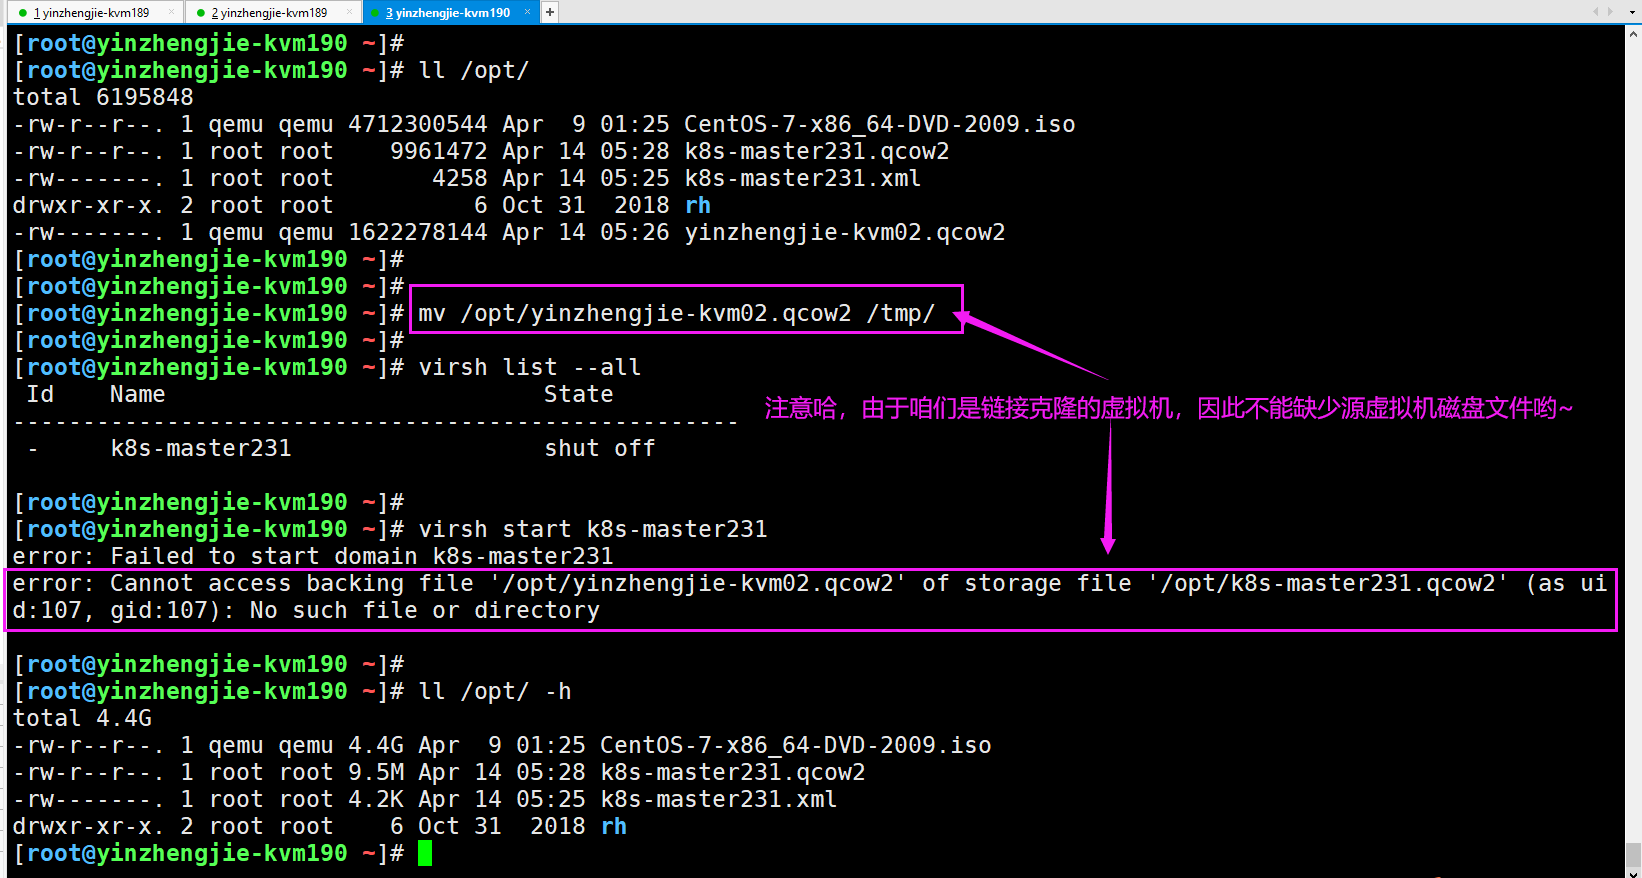 1 yinzhengjie-kvm189 × 2 yinzhengjie-kvm189 × 3 yinzhengjie-kvm190 × +
[root@yinzhengjie-kvm190 ~]#
[root@yinzhengjie-kvm190 ~]# ll /opt/
total 6195848
-rw-r--r--. 1 qemu qemu 4712300544 Apr  9 01:25 CentOS-7-x86_64-DVD-2009.iso
-rw-r--r--. 1 root root    9961472 Apr 14 05:28 k8s-master231.qcow2
-rw-------. 1 root root       4258 Apr 14 05:25 k8s-master231.xml
drwxr-xr-x. 2 root root          6 Oct 31  2018 rh
-rw-------. 1 qemu qemu 1622278144 Apr 14 05:26 yinzhengjie-kvm02.qcow2
[root@yinzhengjie-kvm190 ~]#
[root@yinzhengjie-kvm190 ~]#
[root@yinzhengjie-kvm190 ~]# mv /opt/yinzhengjie-kvm02.qcow2 /tmp/
[root@yinzhengjie-kvm190 ~]#
[root@yinzhengjie-kvm190 ~]# virsh list --all
 Id    Name                           State
----------------------------------------------------
注意哈，由于咱们是链接克隆的虚拟机，因此不能缺少源虚拟机磁盘文件哟~
 -     k8s-master231                  shut off
[root@yinzhengjie-kvm190 ~]#
[root@yinzhengjie-kvm190 ~]# virsh start k8s-master231
error: Failed to start domain k8s-master231
error: Cannot access backing file '/opt/yinzhengjie-kvm02.qcow2' of storage file '/opt/k8s-master231.qcow2' (as ui
d:107, gid:107): No such file or directory
[root@yinzhengjie-kvm190 ~]#
[root@yinzhengjie-kvm190 ~]# ll /opt/ -h
total 4.4G
-rw-r--r--. 1 qemu qemu 4.4G Apr  9 01:25 CentOS-7-x86_64-DVD-2009.iso
-rw-r--r--. 1 root root 9.5M Apr 14 05:28 k8s-master231.qcow2
-rw-------. 1 root root 4.2K Apr 14 05:25 k8s-master231.xml
drwxr-xr-x. 2 root root    6 Oct 31  2018 rh
[root@yinzhengjie-kvm190 ~]#